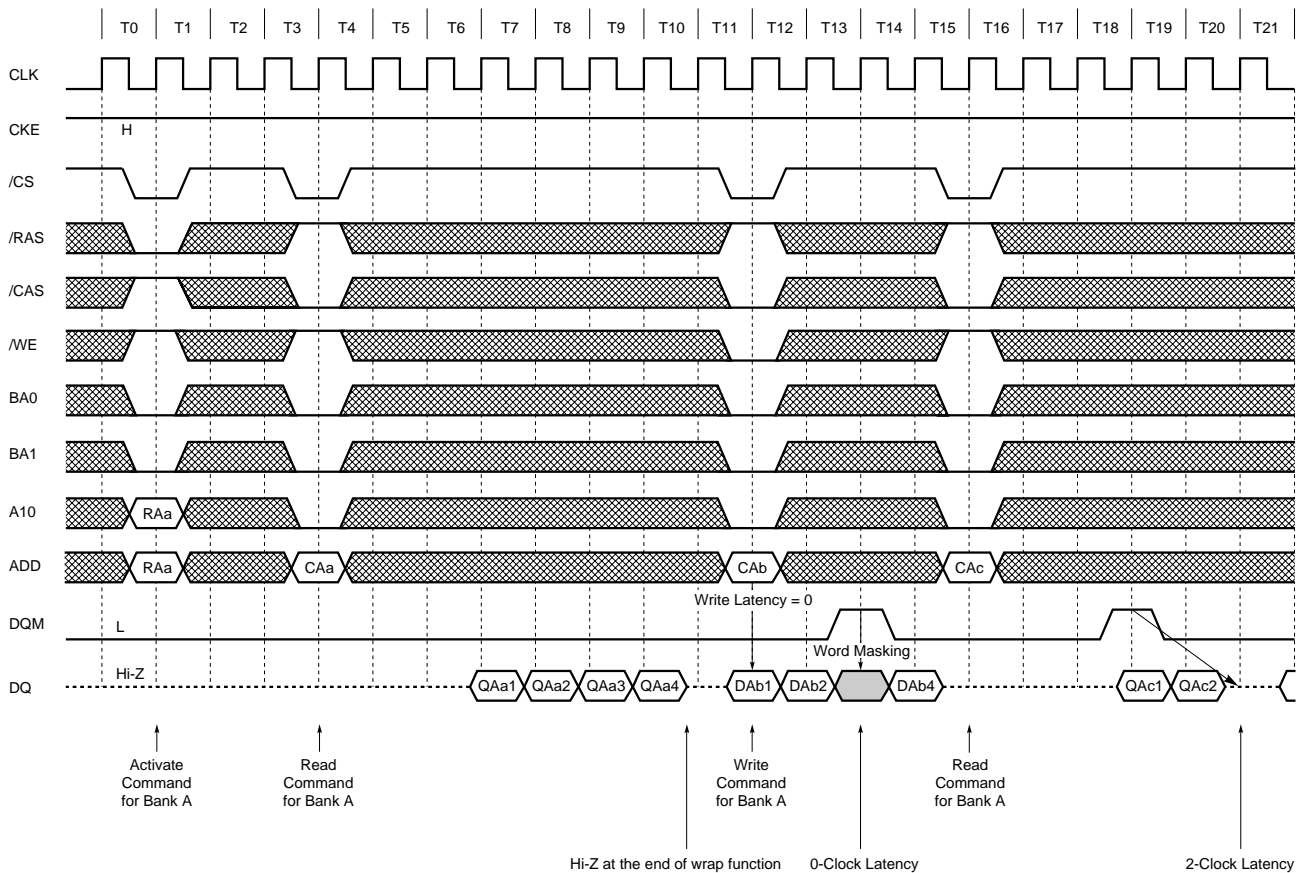 T0 T1 T2 T3 T4 T5 T6 T7 T8 T9 T10 T11 T12 T13 T14 T15 T16 T17 T18 T19 T20 T21
CLK
CKE H
/CS
/RAS
/CAS
/WE
BA0
BA1
A10 RAa
ADD RAa CAa CAb CAc
Write Latency = 0
DQM L
Word Masking
Hi-Z
DQ QAa1 QAa2 QAa3 QAa4 DAb1 DAb2 DAb4 QAc1 QAc2
Activate
Command
for Bank A
Read
Command
for Bank A
Write
Command
for Bank A
Read
Command
for Bank A
Hi-Z at the end of wrap function 0-Clock Latency 2-Clock Latency